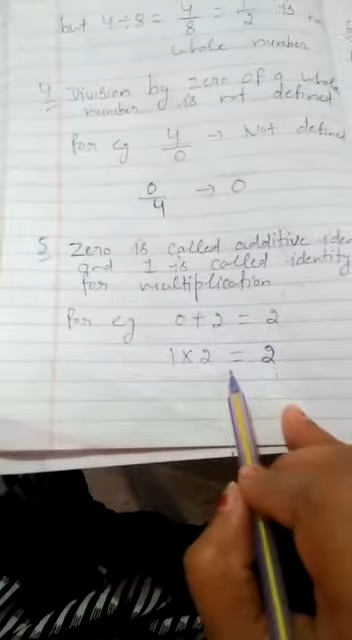 but 4 ÷ 8 = 4/8 = 1/2 is
whole number
4 Division by zero of a whole
number is is not defined
for eg 4/0 → Not defined
0/4 → 0
5 Zero is called additive iden
and 1 is called identity
for multiplication
for eg 0 + 2 = 2
1 × 2 = 2